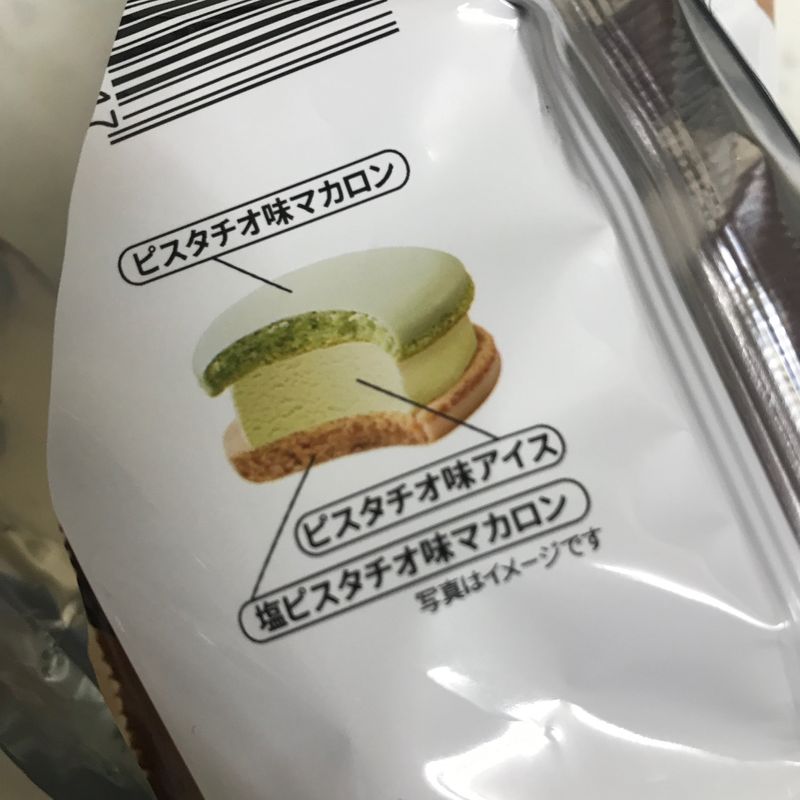 ピスタチオ味マカロン
ピスタチオ味アイス
塩ピスタチオ味マカロン
写真はイメージです